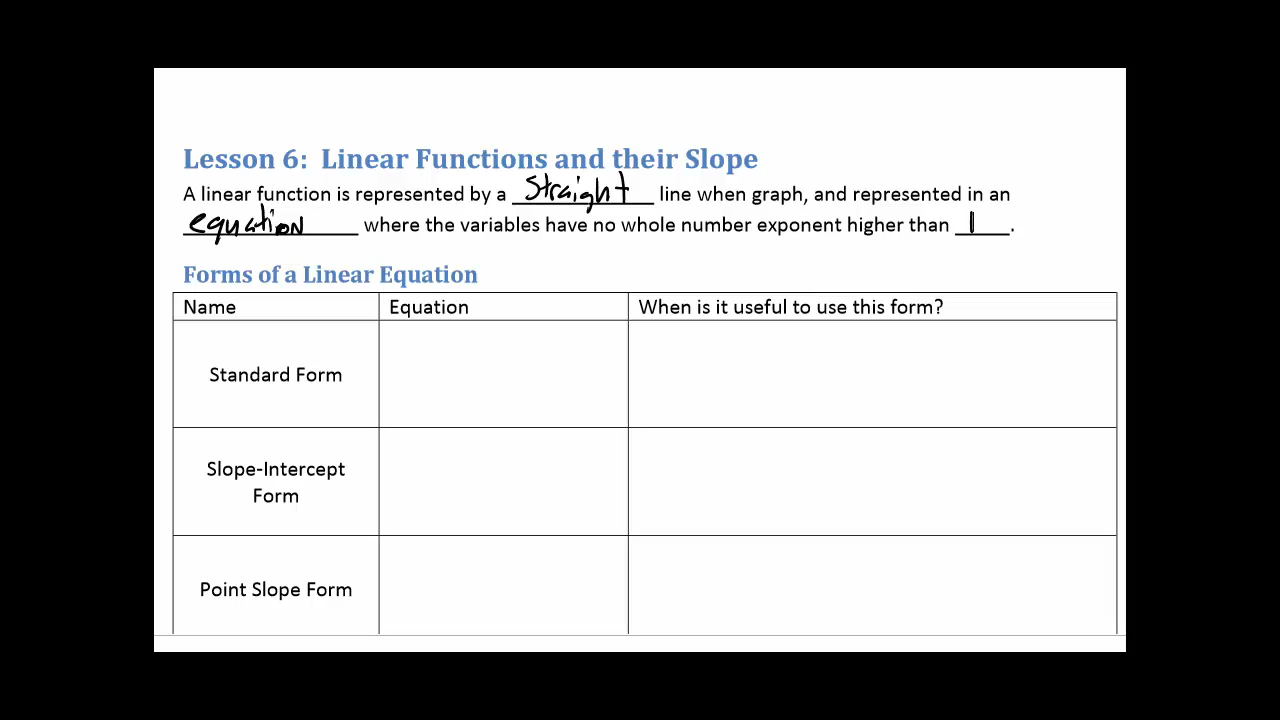 Lesson 6: Linear Functions and their Slope
A linear function is represented by a straight line when graph, and represented in an
equation where the variables have no whole number exponent higher than 1.
Forms of a Linear Equation
Name Equation When is it useful to use this form?
Standard Form
Slope-Intercept
Form
Point Slope Form